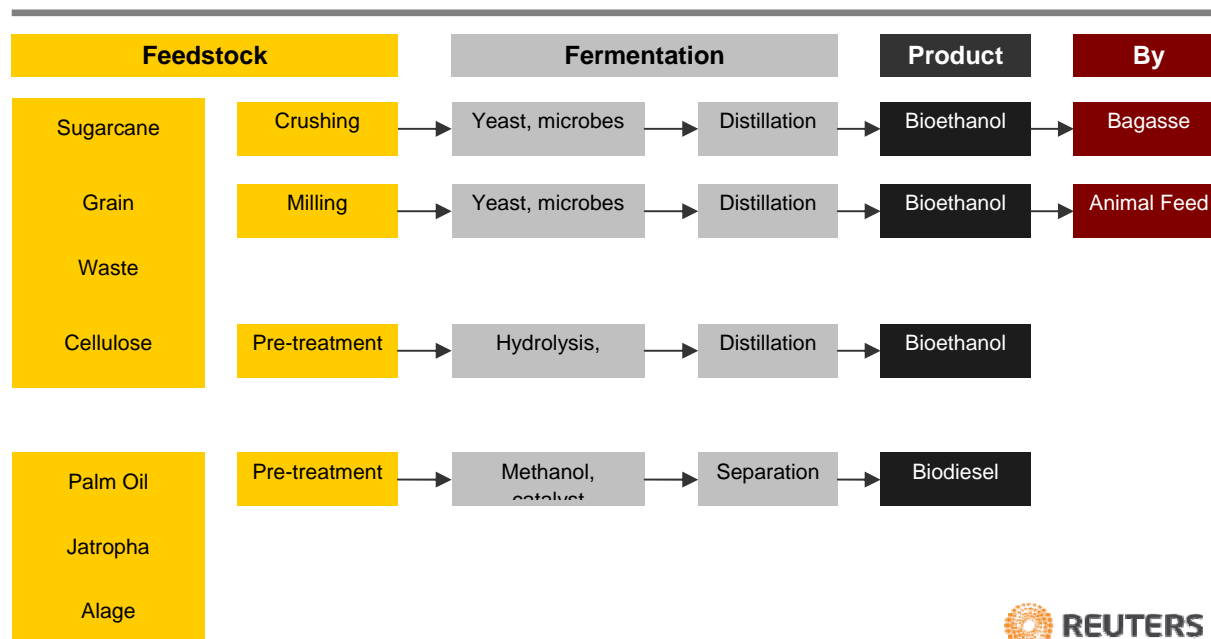 Feedstock Fermentation Product By
Sugarcane Crushing Yeast, microbes Distillation Bioethanol Bagasse
Grain Milling Yeast, microbes Distillation Bioethanol Animal Feed
Waste
Cellulose Pre-treatment Hydrolysis, Distillation Bioethanol
Palm Oil Pre-treatment Methanol, Separation Biodiesel
catalyst
Jatropha
Alage
REUTERS